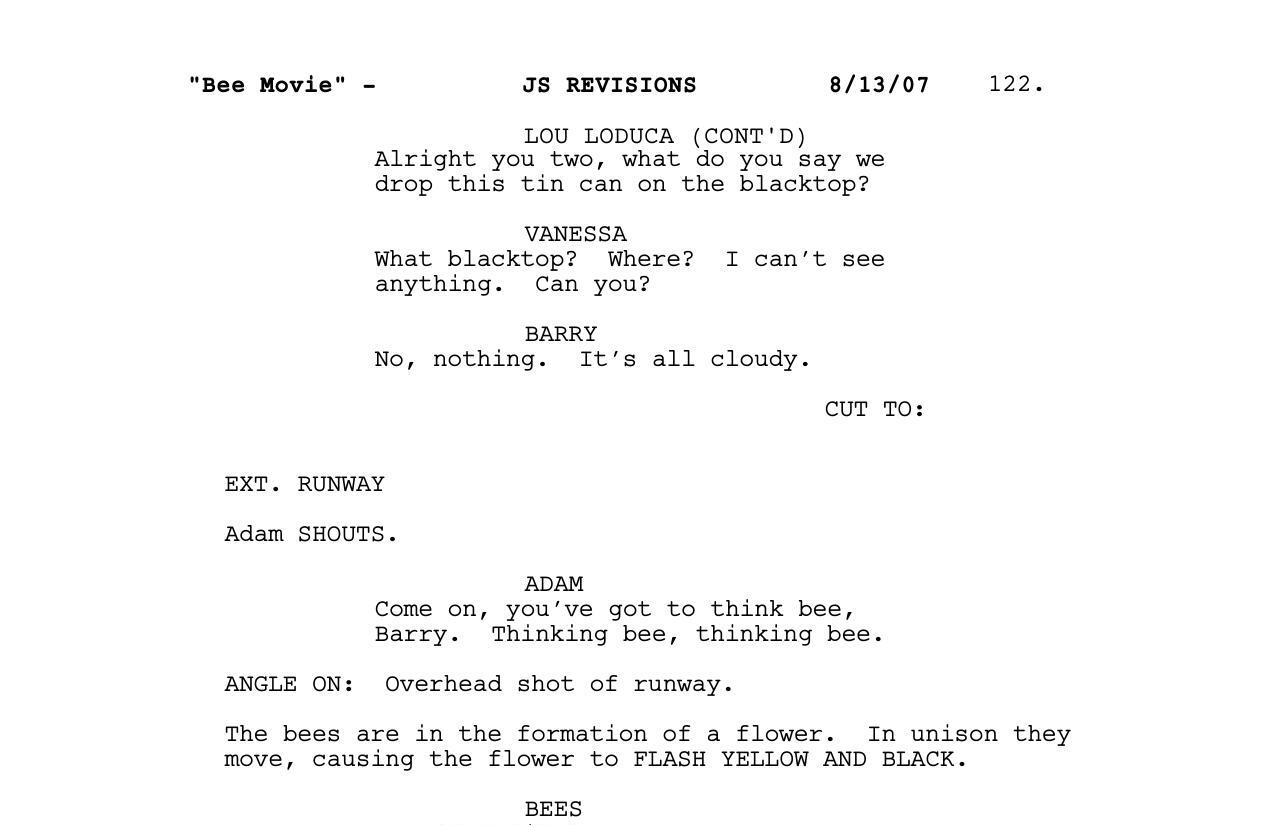 "Bee Movie" - JS REVISIONS 8/13/07 122.
LOU LODUCA (CONT'D)
Alright you two, what do you say we
drop this tin can on the blacktop?
VANESSA
What blacktop?  Where?  I can’t see
anything.  Can you?
BARRY
No, nothing.  It’s all cloudy.
CUT TO:
EXT. RUNWAY
Adam SHOUTS.
ADAM
Come on, you’ve got to think bee,
Barry.  Thinking bee, thinking bee.
ANGLE ON:  Overhead shot of runway.
The bees are in the formation of a flower.  In unison they
move, causing the flower to FLASH YELLOW AND BLACK.
BEES